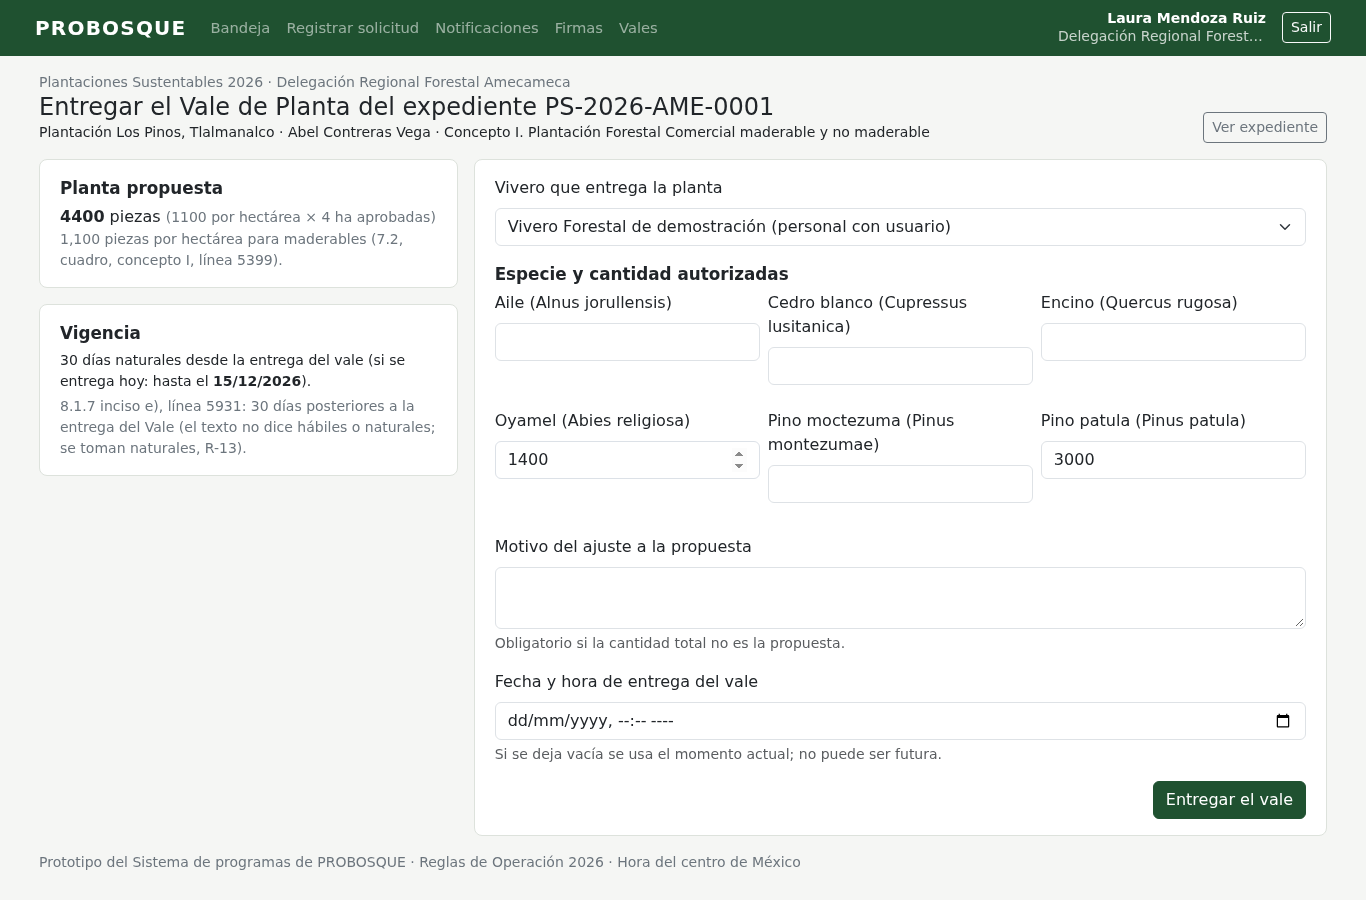 PROBOSQUE Bandeja Registrar solicitud Notificaciones Firmas Vales
Laura Mendoza Ruiz
Delegación Regional Forest...
Salir
Plantaciones Sustentables 2026 · Delegación Regional Forestal Amecameca
Entregar el Vale de Planta del expediente PS-2026-AME-0001
Plantación Los Pinos, Tlalmanalco · Abel Contreras Vega · Concepto I. Plantación Forestal Comercial maderable y no maderable
Ver expediente
Planta propuesta
4400 piezas (1100 por hectárea × 4 ha aprobadas)
1,100 piezas por hectárea para maderables (7.2,
cuadro, concepto I, línea 5399).
Vigencia
30 días naturales desde la entrega del vale (si se
entrega hoy: hasta el 15/12/2026).
8.1.7 inciso e), línea 5931: 30 días posteriores a la
entrega del Vale (el texto no dice hábiles o naturales;
se toman naturales, R-13).
Vivero que entrega la planta
Vivero Forestal de demostración (personal con usuario)
Especie y cantidad autorizadas
Aile (Alnus jorullensis)
Cedro blanco (Cupressus
lusitanica)
Encino (Quercus rugosa)
Oyamel (Abies religiosa)
1400
Pino moctezuma (Pinus
montezumae)
Pino patula (Pinus patula)
3000
Motivo del ajuste a la propuesta
Obligatorio si la cantidad total no es la propuesta.
Fecha y hora de entrega del vale
dd/mm/yyyy, --:-- ----
Si se deja vacía se usa el momento actual; no puede ser futura.
Entregar el vale
Prototipo del Sistema de programas de PROBOSQUE · Reglas de Operación 2026 · Hora del centro de México